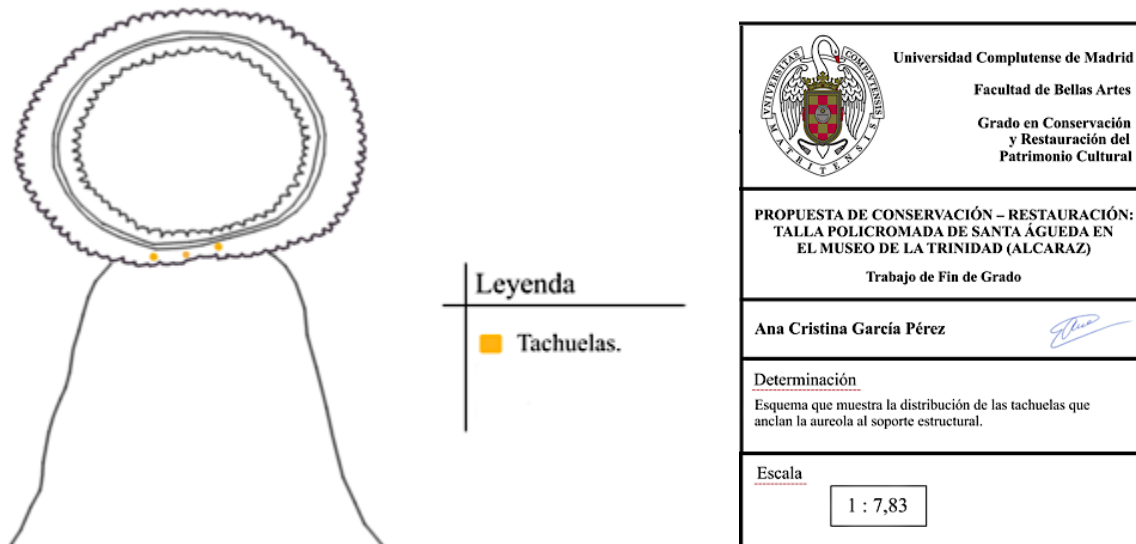 Leyenda
Tachuelas.
VNIVERSITAS COMPLVTENSIS
MATRITENSIS
Universidad Complutense de Madrid
Facultad de Bellas Artes
Grado en Conservación
y Restauración del
Patrimonio Cultural
PROPUESTA DE CONSERVACIÓN – RESTAURACIÓN:
TALLA POLICROMADA DE SANTA ÁGUEDA EN
EL MUSEO DE LA TRINIDAD (ALCARAZ)
Trabajo de Fin de Grado
Ana Cristina García Pérez
Determinación
Esquema que muestra la distribución de las tachuelas que
anclan la aureola al soporte estructural.
Escala
1 : 7,83